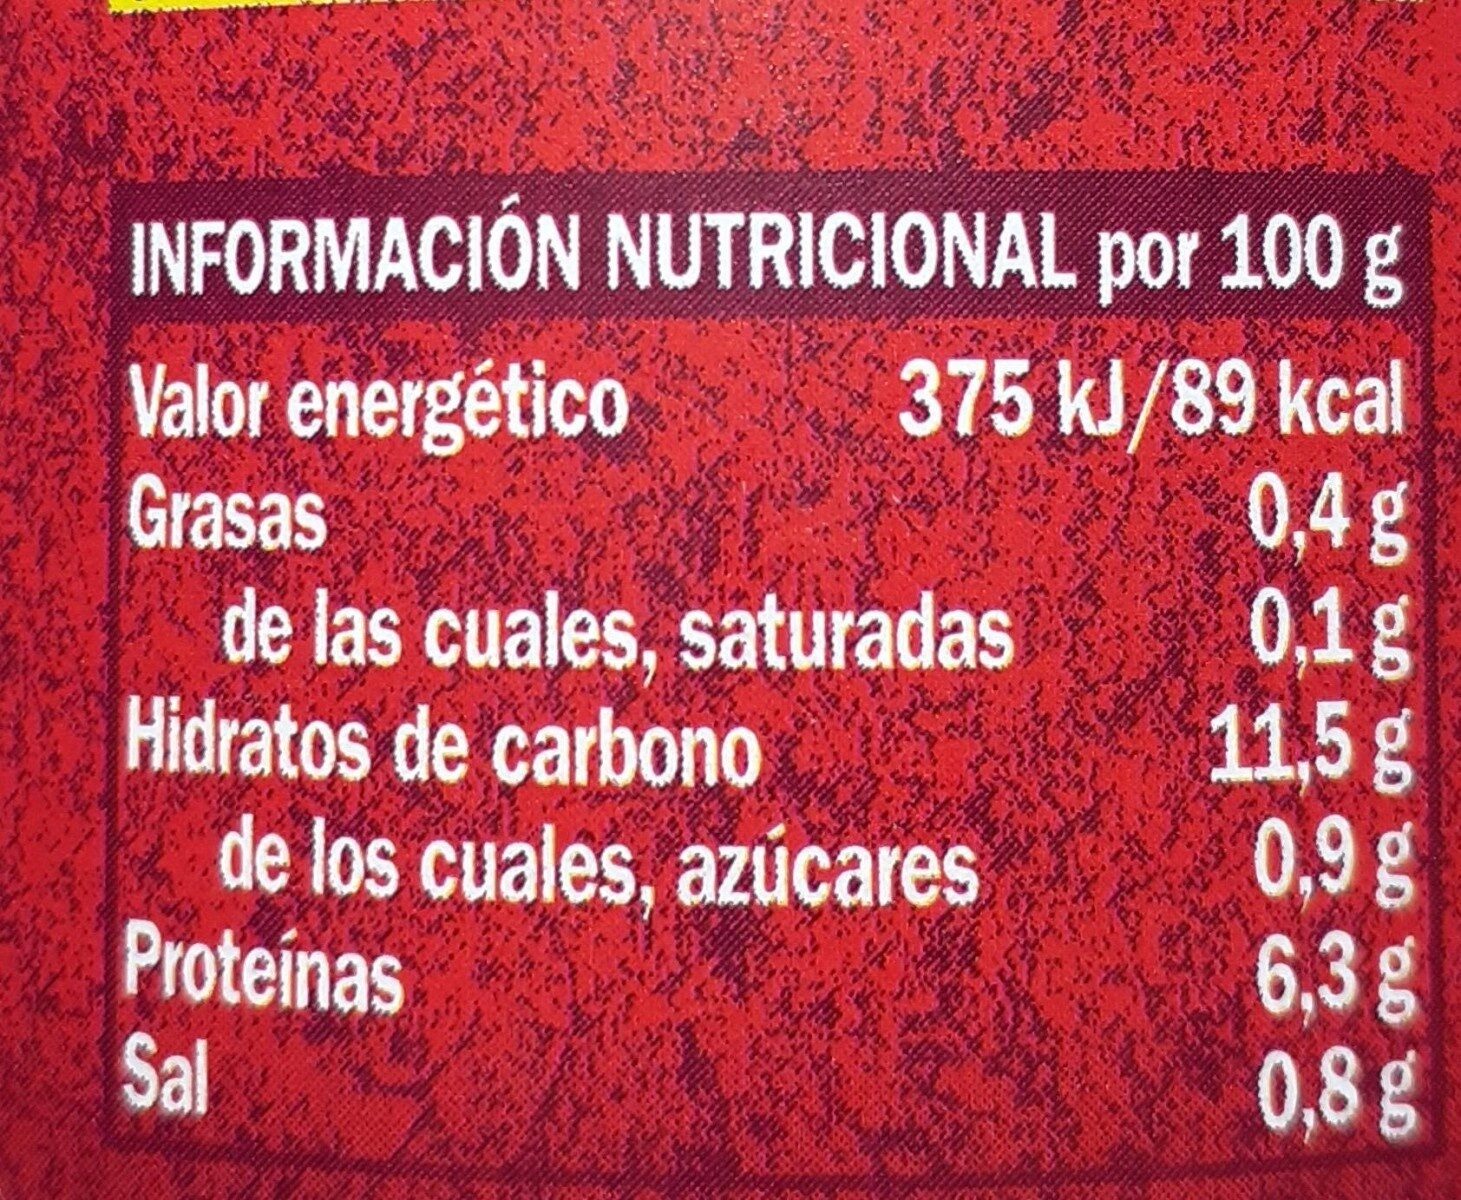 INFORMACIÓN NUTRICIONAL por 100 g
Valor energético 375 kJ/89 kcal
Grasas 0,4 g
de las cuales, saturadas 0,1 g
Hidratos de carbono 11,5 g
de los cuales, azúcares 0,9 g
Proteínas 6,3 g
Sal 0,8 g